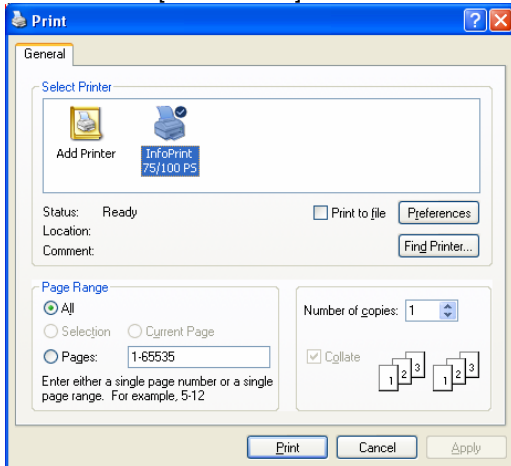 Print
General
Select Printer
Add Printer
InfoPrint
75/100 PS
Status: Ready
Location:
Comment:
Print to file
Preferences
Find Printer...
Page Range
All
Selection
Current Page
Pages: 1-65535
Enter either a single page number or a single
page range. For example, 5-12
Number of copies: 1
Collate
1 2 3 1 2 3
Print
Cancel
Apply